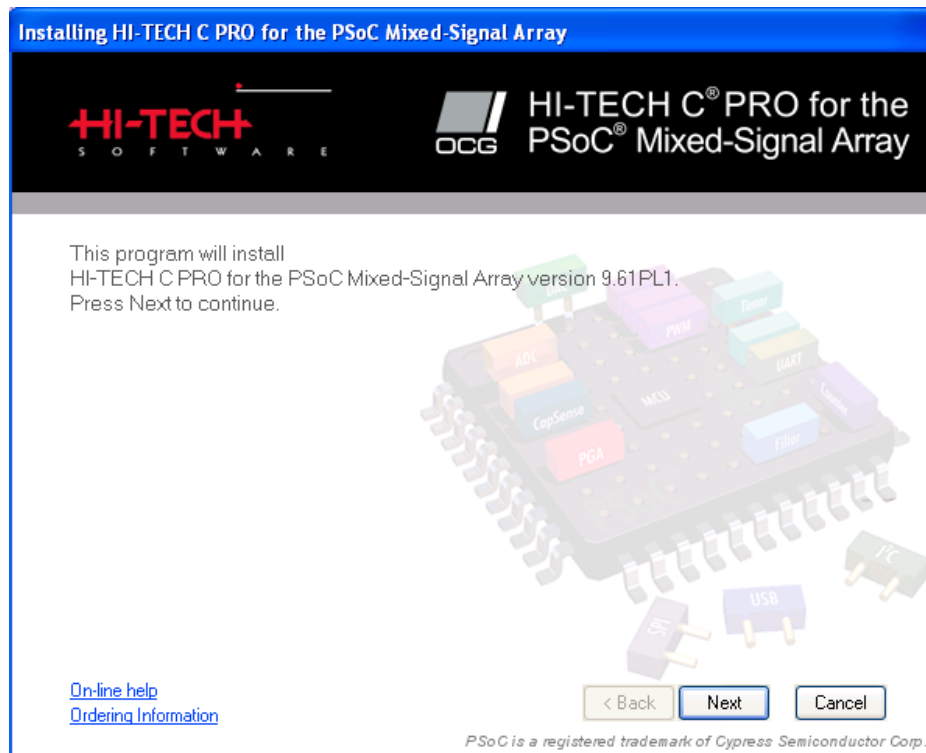 Installing HI-TECH C PRO for the PSoC Mixed-Signal Array
HI-TECH
SOFTWARE
OCG
HI-TECH C® PRO for the
PSoC® Mixed-Signal Array
This program will install
HI-TECH C PRO for the PSoC Mixed-Signal Array version 9.61PL1.
Press Next to continue.
Timer
PWM
ADC
UART
MCU
Counter
CapSense
Filter
PGA
I²C
USB
SPI
On-line help
Ordering Information
< Back
Next
Cancel
PSoC is a registered trademark of Cypress Semiconductor Corp.